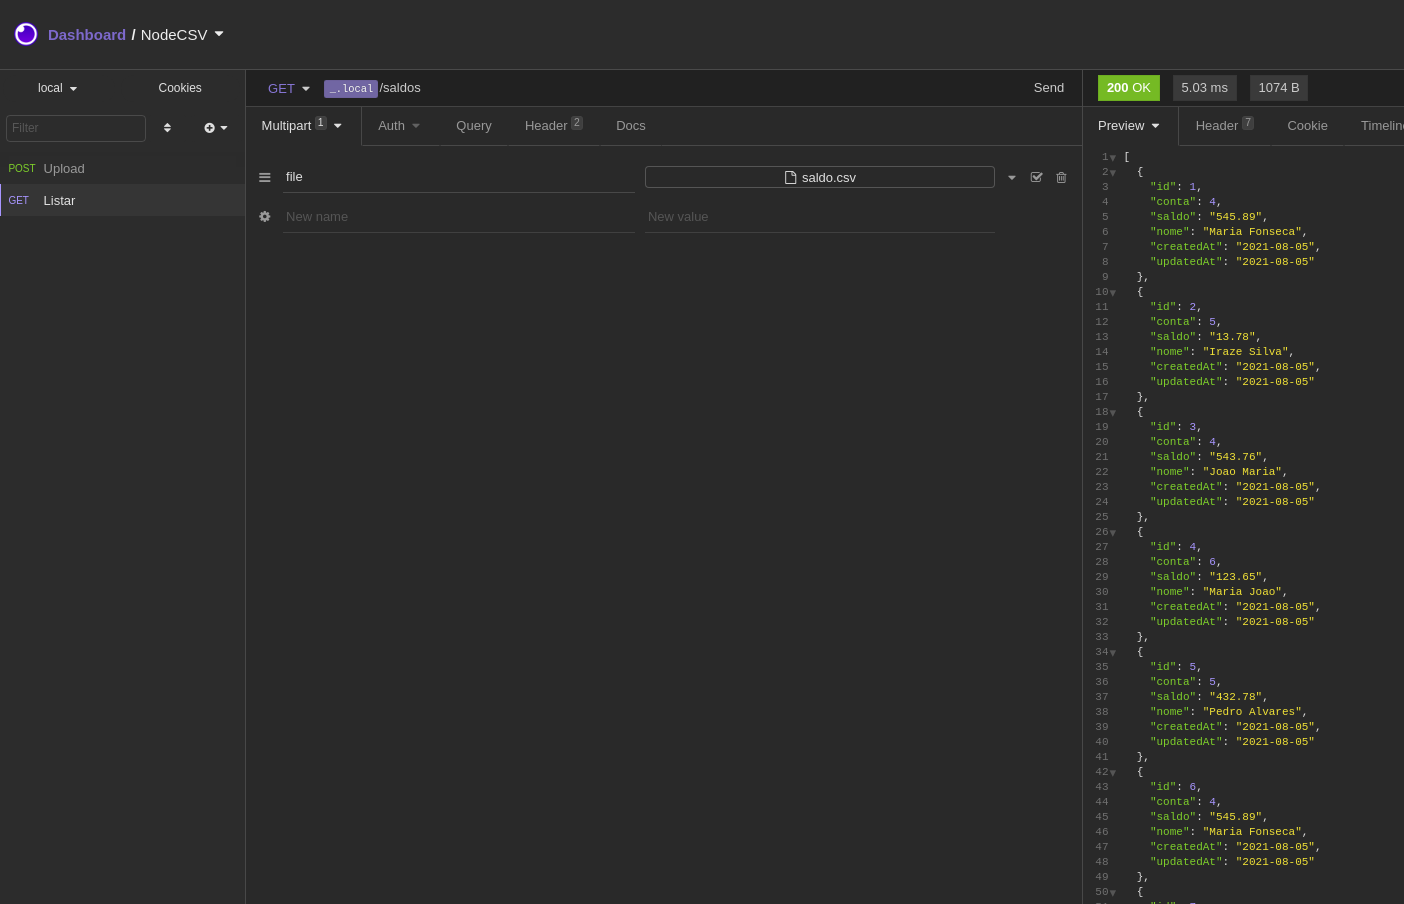 Dashboard / NodeCSV
local Cookies
Filter
POST Upload
GET Listar
GET _.local /saldos Send
Multipart 1 Auth Query Header 2 Docs
file saldo.csv
New name New value
200 OK 5.03 ms 1074 B
Preview Header 7 Cookie Timeline
1 [
2 {
3 "id": 1,
4 "conta": 4,
5 "saldo": "545.89",
6 "nome": "Maria Fonseca",
7 "createdAt": "2021-08-05",
8 "updatedAt": "2021-08-05"
9 },
10 {
11 "id": 2,
12 "conta": 5,
13 "saldo": "13.78",
14 "nome": "Iraze Silva",
15 "createdAt": "2021-08-05",
16 "updatedAt": "2021-08-05"
17 },
18 {
19 "id": 3,
20 "conta": 4,
21 "saldo": "543.76",
22 "nome": "Joao Maria",
23 "createdAt": "2021-08-05",
24 "updatedAt": "2021-08-05"
25 },
26 {
27 "id": 4,
28 "conta": 6,
29 "saldo": "123.65",
30 "nome": "Maria Joao",
31 "createdAt": "2021-08-05",
32 "updatedAt": "2021-08-05"
33 },
34 {
35 "id": 5,
36 "conta": 5,
37 "saldo": "432.78",
38 "nome": "Pedro Alvares",
39 "createdAt": "2021-08-05",
40 "updatedAt": "2021-08-05"
41 },
42 {
43 "id": 6,
44 "conta": 4,
45 "saldo": "545.89",
46 "nome": "Maria Fonseca",
47 "createdAt": "2021-08-05",
48 "updatedAt": "2021-08-05"
49 },
50 {